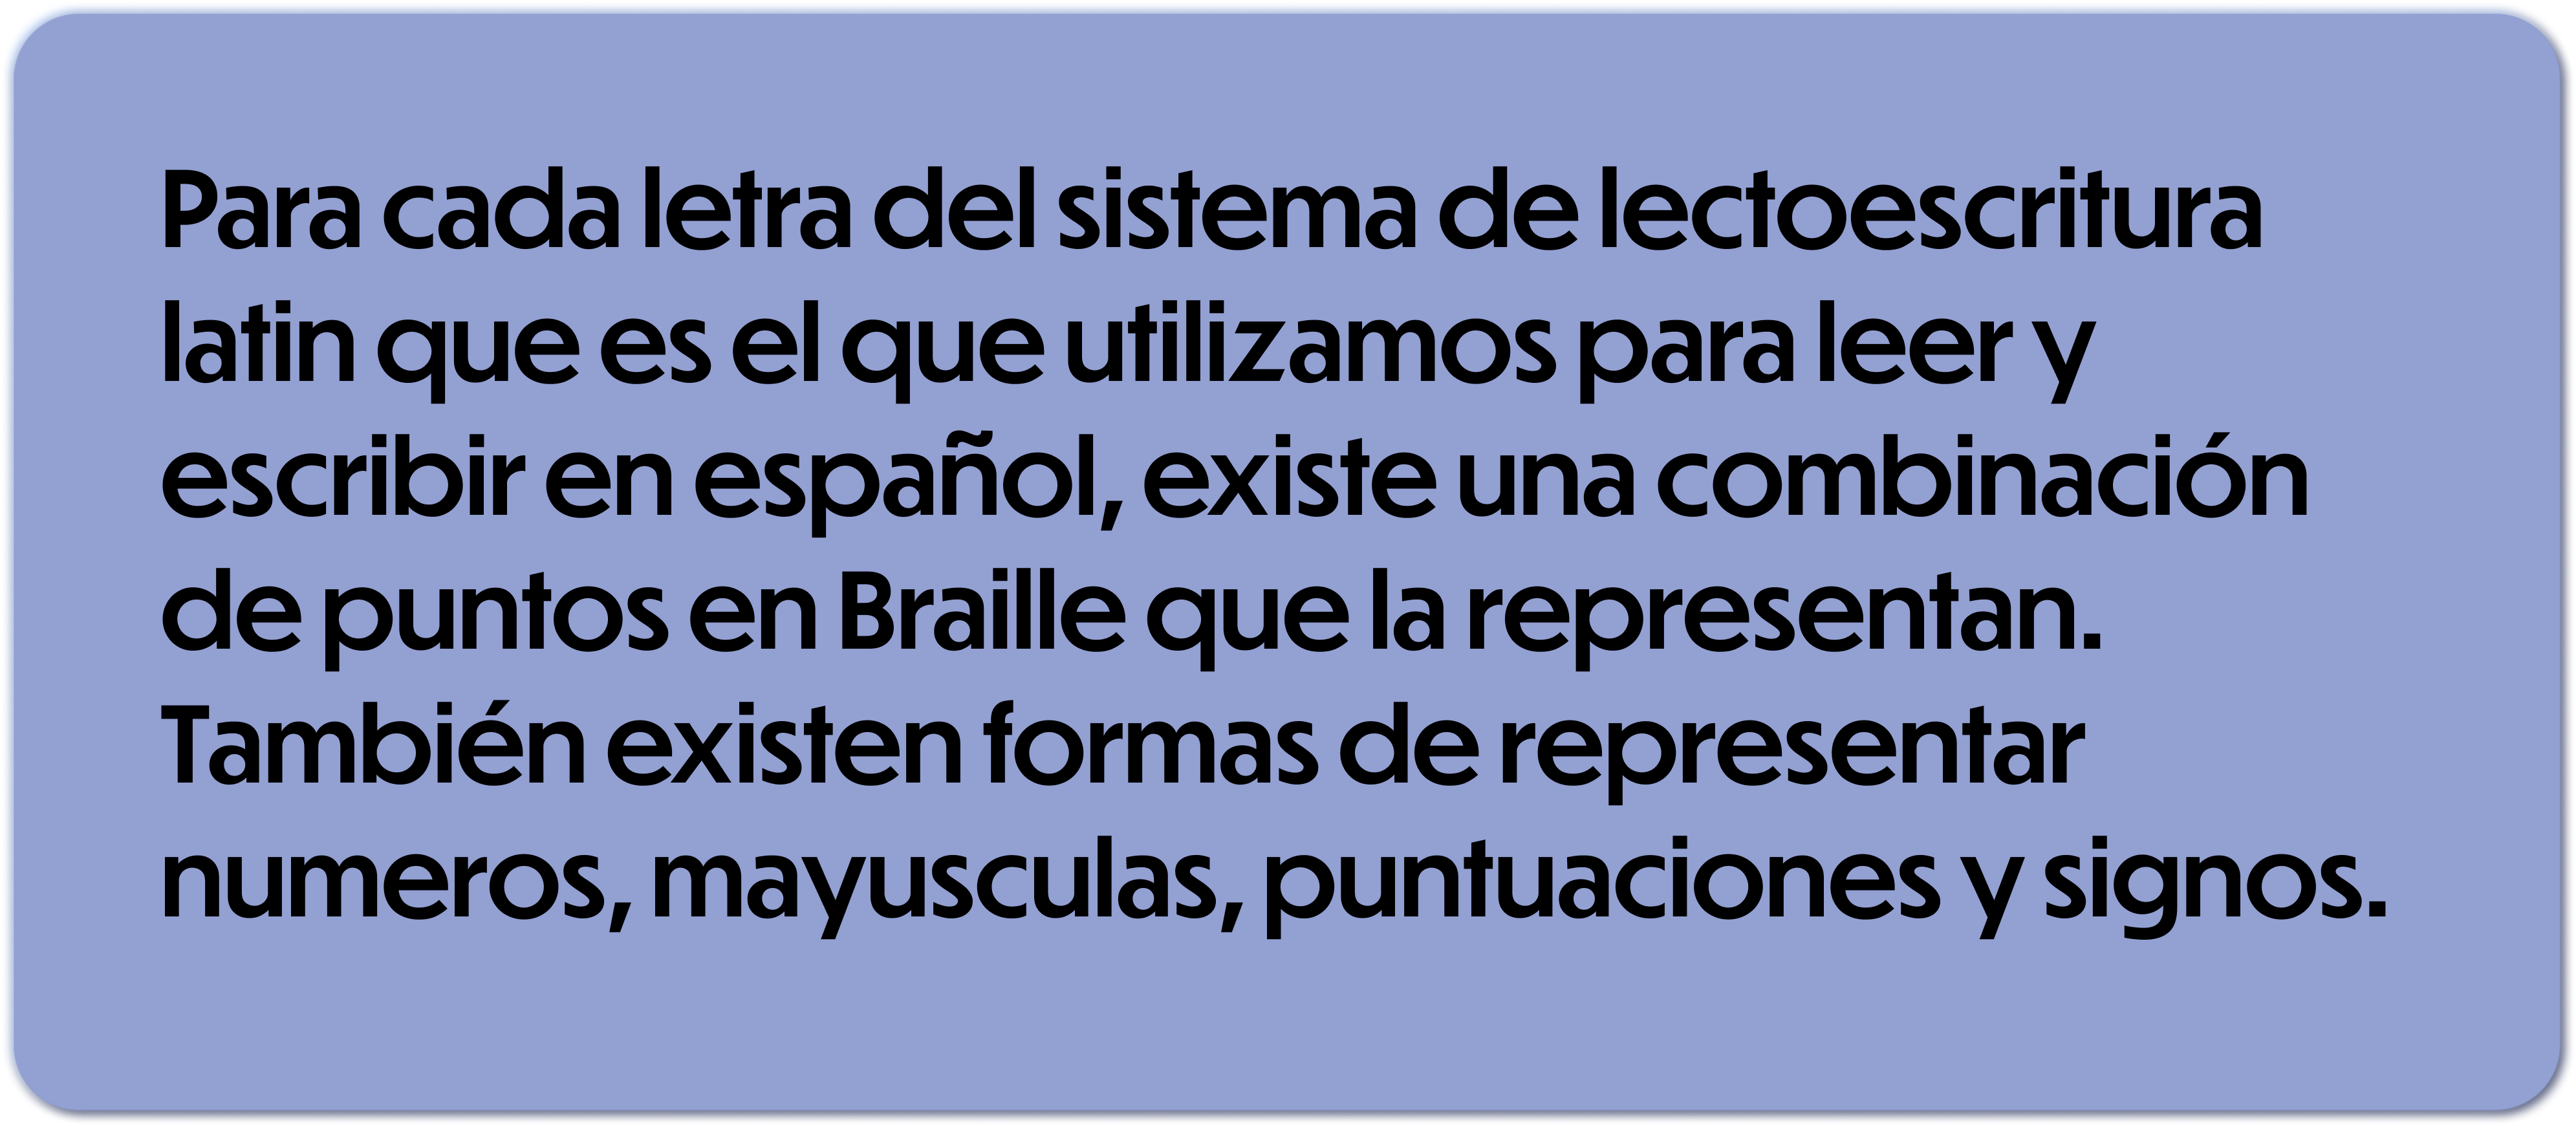 Para cada letra del sistema de lectoescritura
latin que es el que utilizamos para leer y
escribir en español, existe una combinación
de puntos en Braille que la representan.
También existen formas de representar
numeros, mayusculas, puntuaciones y signos.